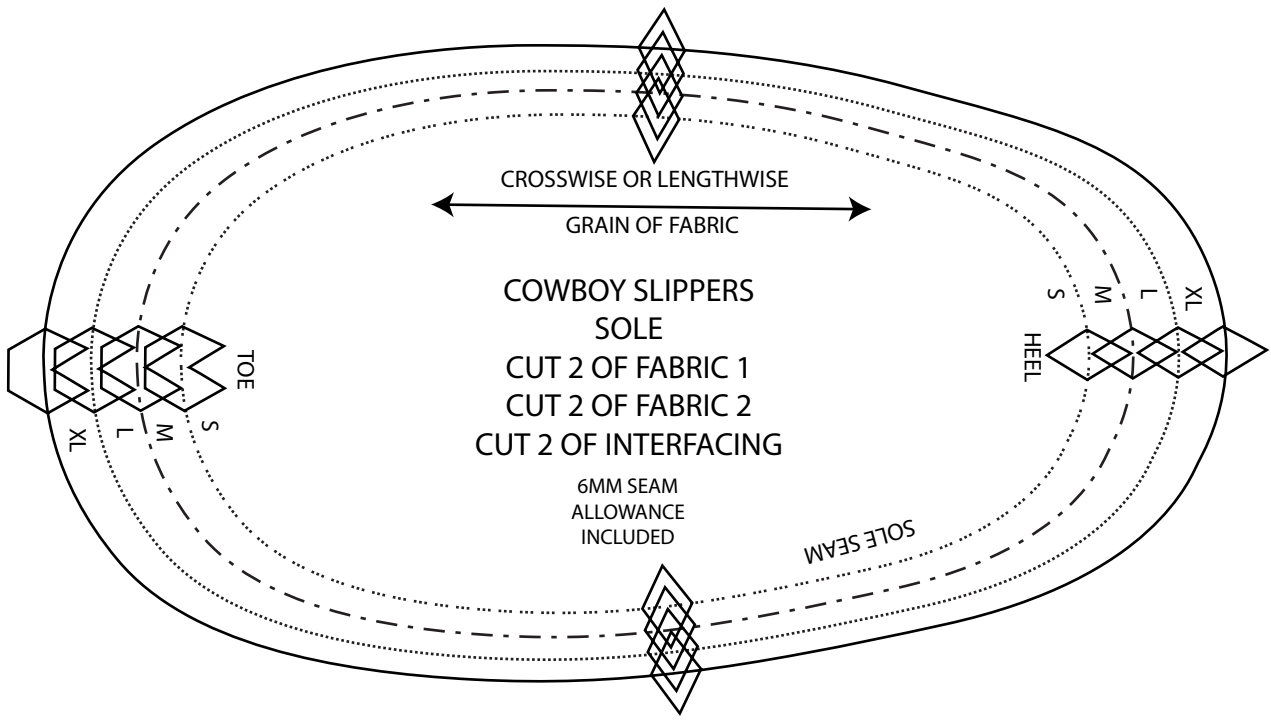 CROSSWISE OR LENGTHWISE
GRAIN OF FABRIC
COWBOY SLIPPERS
SOLE
CUT 2 OF FABRIC 1
CUT 2 OF FABRIC 2
CUT 2 OF INTERFACING
6MM SEAM
ALLOWANCE
INCLUDED
TOE
XL
L
M
S
S
M
L
XL
HEEL
SOLE SEAM